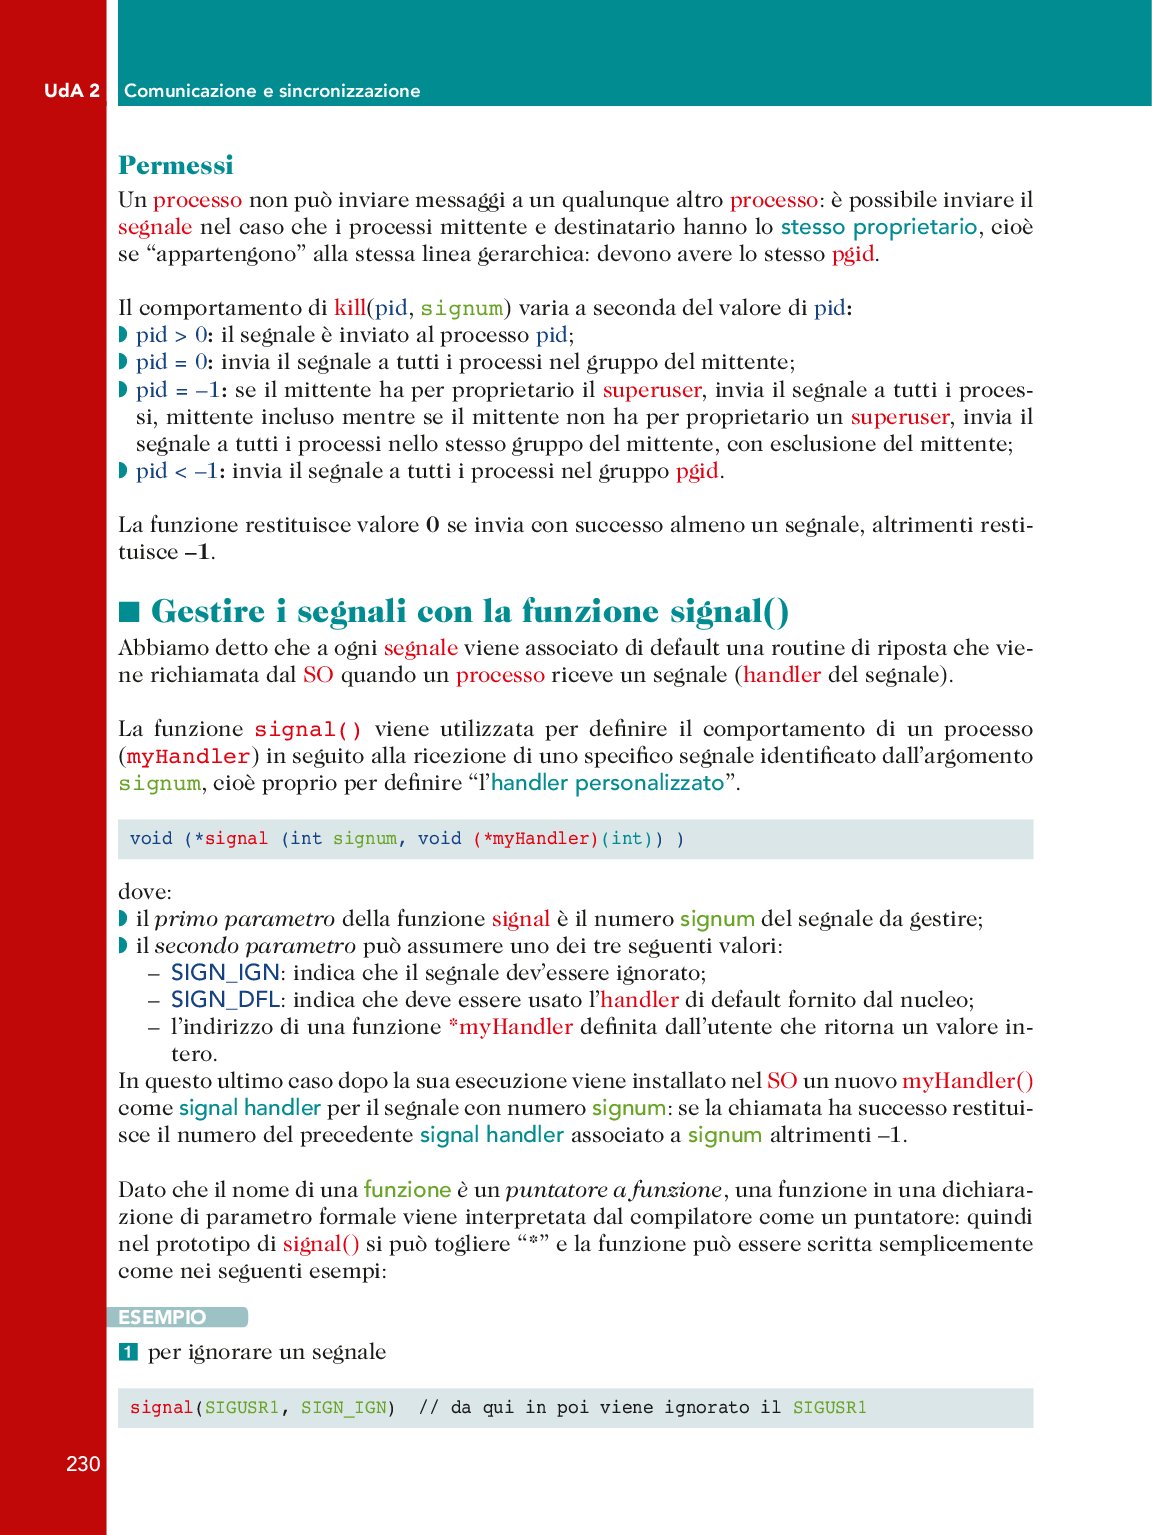 UdA 2 Comunicazione e sincronizzazione
Permessi
Un processo non può inviare messaggi a un qualunque altro processo: è possibile inviare il
segnale nel caso che i processi mittente e destinatario hanno lo stesso proprietario, cioè
se “appartengono” alla stessa linea gerarchica: devono avere lo stesso pgid.
Il comportamento di kill(pid, signum) varia a seconda del valore di pid:
◗ pid > 0: il segnale è inviato al processo pid;
◗ pid = 0: invia il segnale a tutti i processi nel gruppo del mittente;
◗ pid = –1: se il mittente ha per proprietario il superuser, invia il segnale a tutti i proces-
si, mittente incluso mentre se il mittente non ha per proprietario un superuser, invia il
segnale a tutti i processi nello stesso gruppo del mittente, con esclusione del mittente;
◗ pid < –1: invia il segnale a tutti i processi nel gruppo pgid.
La funzione restituisce valore 0 se invia con successo almeno un segnale, altrimenti resti-
tuisce –1.
■ Gestire i segnali con la funzione signal()
Abbiamo detto che a ogni segnale viene associato di default una routine di riposta che vie-
ne richiamata dal SO quando un processo riceve un segnale (handler del segnale).
La funzione signal() viene utilizzata per definire il comportamento di un processo
(myHandler) in seguito alla ricezione di uno specifico segnale identificato dall’argomento
signum, cioè proprio per definire “l’handler personalizzato”.
void (*signal (int signum, void (*myHandler)(int)) )
dove:
◗ il primo parametro della funzione signal è il numero signum del segnale da gestire;
◗ il secondo parametro può assumere uno dei tre seguenti valori:
– SIGN_IGN: indica che il segnale dev’essere ignorato;
– SIGN_DFL: indica che deve essere usato l’handler di default fornito dal nucleo;
– l’indirizzo di una funzione *myHandler definita dall’utente che ritorna un valore in-
tero.
In questo ultimo caso dopo la sua esecuzione viene installato nel SO un nuovo myHandler()
come signal handler per il segnale con numero signum: se la chiamata ha successo restitui-
sce il numero del precedente signal handler associato a signum altrimenti –1.
Dato che il nome di una funzione è un puntatore a funzione, una funzione in una dichiara-
zione di parametro formale viene interpretata dal compilatore come un puntatore: quindi
nel prototipo di signal() si può togliere “*” e la funzione può essere scritta semplicemente
come nei seguenti esempi:
ESEMPIO
1 per ignorare un segnale
signal(SIGUSR1, SIGN_IGN) // da qui in poi viene ignorato il SIGUSR1
230